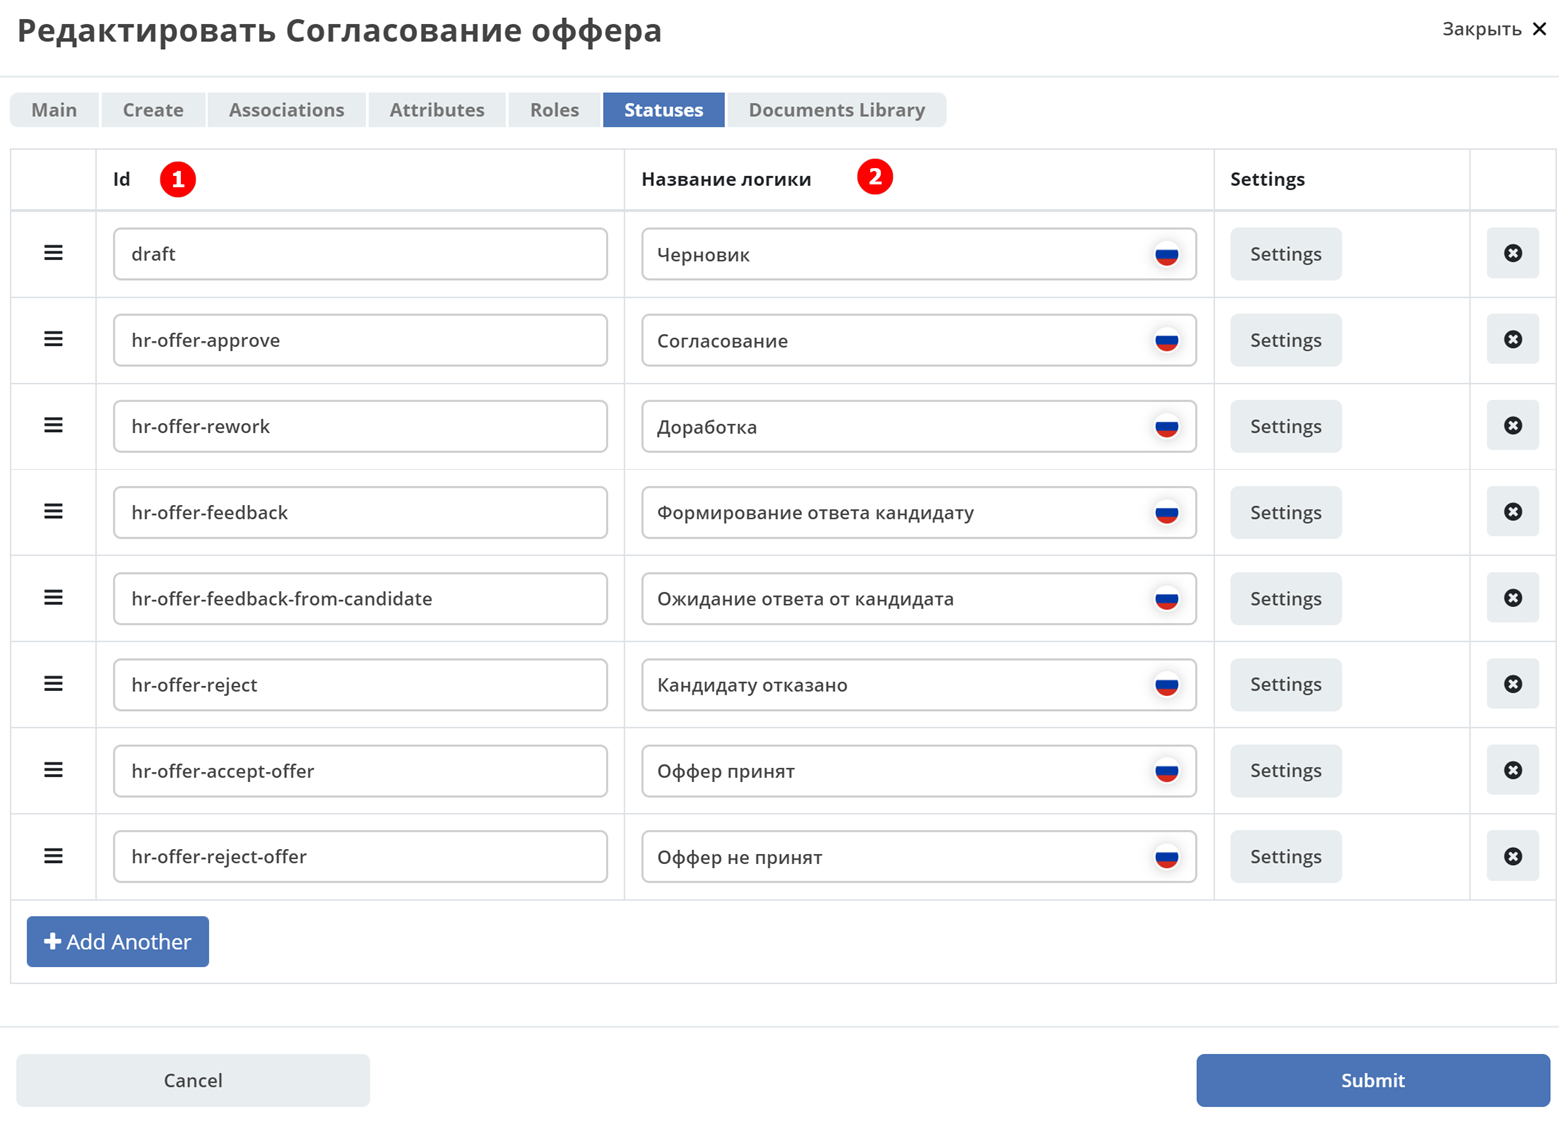 Редактировать Согласование оффера
Закрыть
Main Create Associations Attributes Roles Statuses Documents Library
Id 1 Название логики 2 Settings
draft Черновик Settings
hr-offer-approve Согласование Settings
hr-offer-rework Доработка Settings
hr-offer-feedback Формирование ответа кандидату Settings
hr-offer-feedback-from-candidate Ожидание ответа от кандидата Settings
hr-offer-reject Кандидату отказано Settings
hr-offer-accept-offer Оффер принят Settings
hr-offer-reject-offer Оффер не принят Settings
Add Another
Cancel Submit